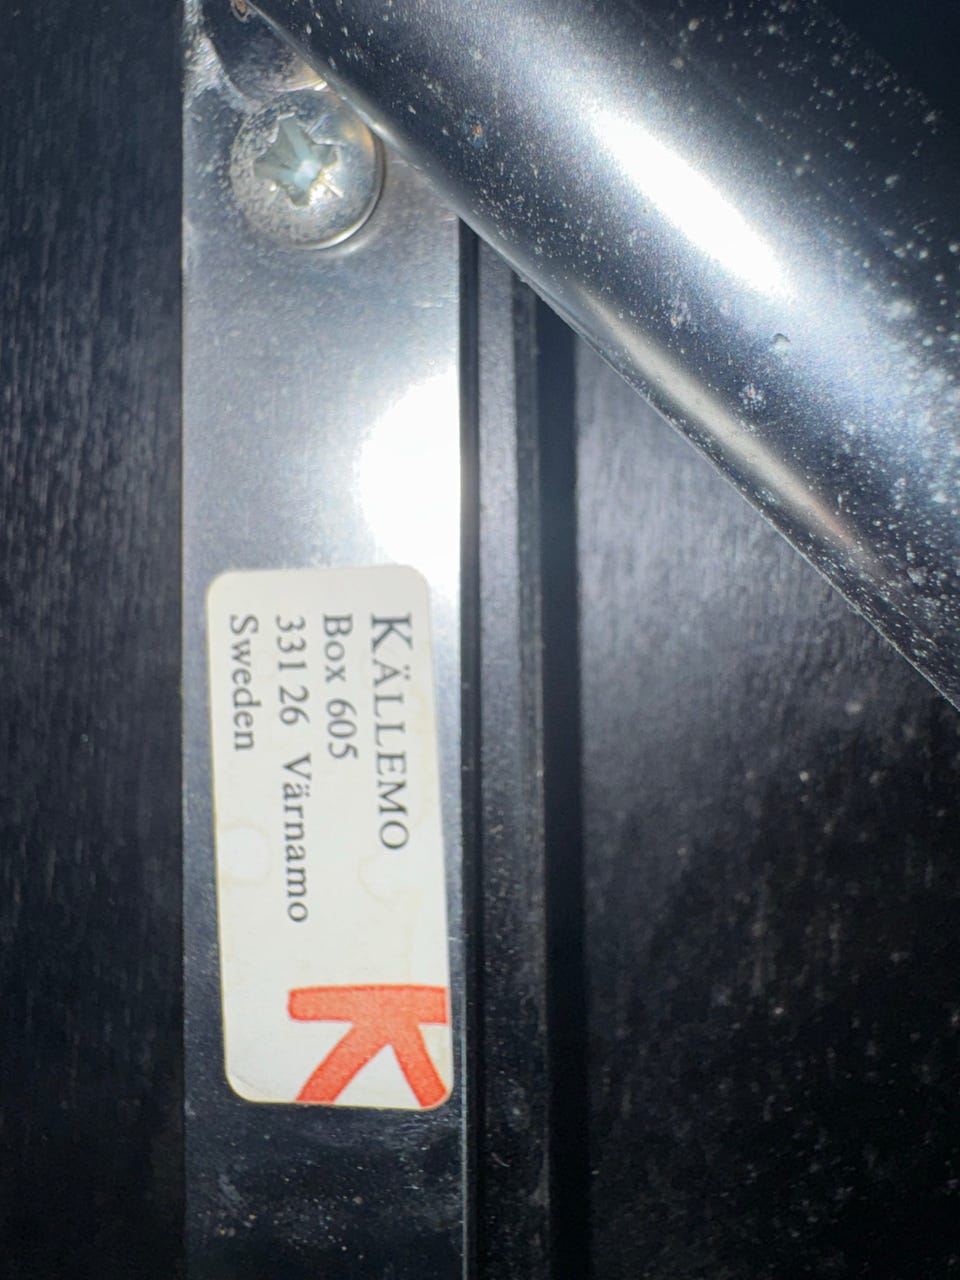 KÄLLEMO
Box 605
331 26 Värnamo
Sweden
K